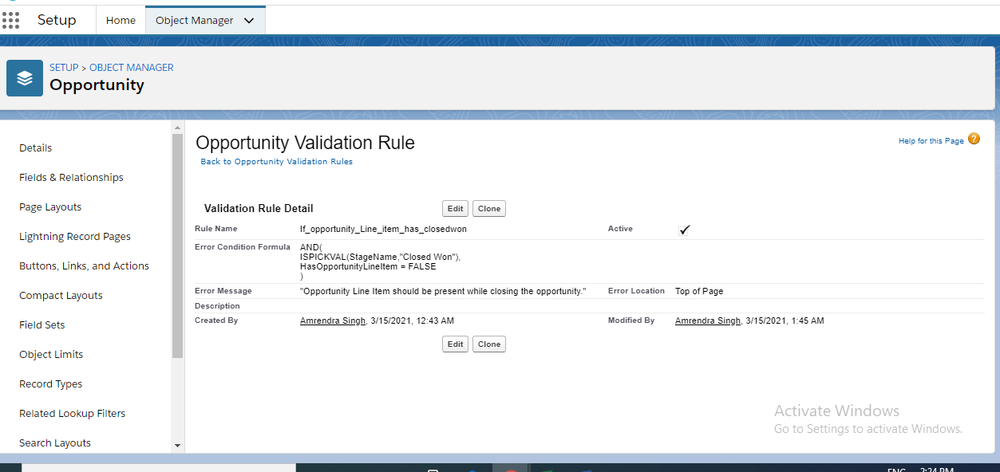 Setup
Home
Object Manager
SETUP > OBJECT MANAGER
Opportunity
Details
Fields & Relationships
Page Layouts
Lightning Record Pages
Buttons, Links, and Actions
Compact Layouts
Field Sets
Object Limits
Record Types
Related Lookup Filters
Search Layouts
Opportunity Validation Rule
Help for this Page ?
Back to Opportunity Validation Rules
Validation Rule Detail
Edit Clone
Rule Name If_opportunity_Line_item_has_closedwon Active
Error Condition Formula AND(
ISPICKVAL(StageName,"Closed Won"),
HasOpportunityLineItem = FALSE
)
Error Message "Opportunity Line Item should be present while closing the opportunity." Error Location Top of Page
Description
Created By Amrendra Singh, 3/15/2021, 12:43 AM Modified By Amrendra Singh, 3/15/2021, 1:45 AM
Edit Clone
Activate Windows
Go to Settings to activate Windows.
ENG 2:24 PM